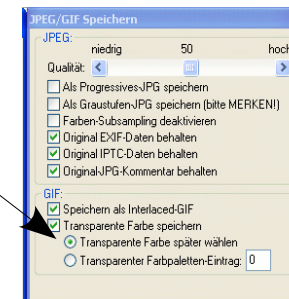 JPEG/GIF Speichern
JPEG:
niedrig 50 hoch
Qualität:
Als Progressives-JPG speichern
Als Graustufen-JPG speichern (bitte MERKEN!)
Farben-Subsampling deaktivieren
Original EXIF-Daten behalten
Original IPTC-Daten behalten
Original-JPG-Kommentar behalten
GIF:
Speichern als Interlaced-GIF
Transparente Farbe speichern
Transparente Farbe später wählen
Transparenter Farbpaletten-Eintrag: 0